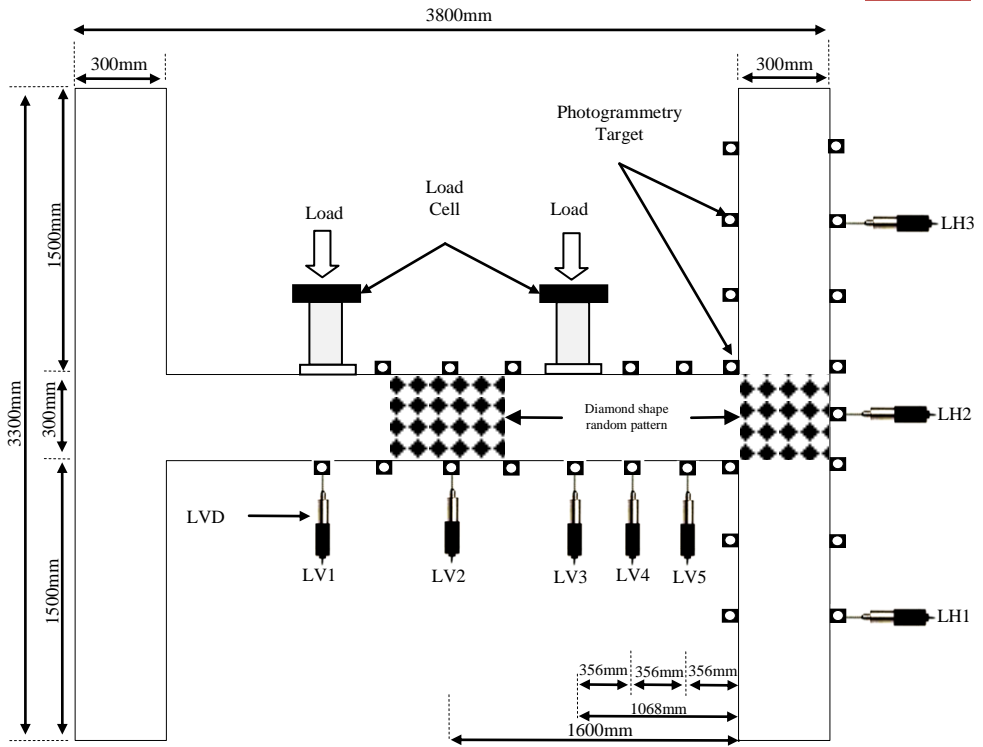 3800mm
300mm
300mm
Photogrammetry
Target
Load
Cell
Load
Load
1500mm
LH3
3300mm
300mm
Diamond shape
random pattern
LH2
LVD
LV1
LV2
LV3
LV4
LV5
1500mm
LH1
356mm
356mm
356mm
1068mm
1600mm